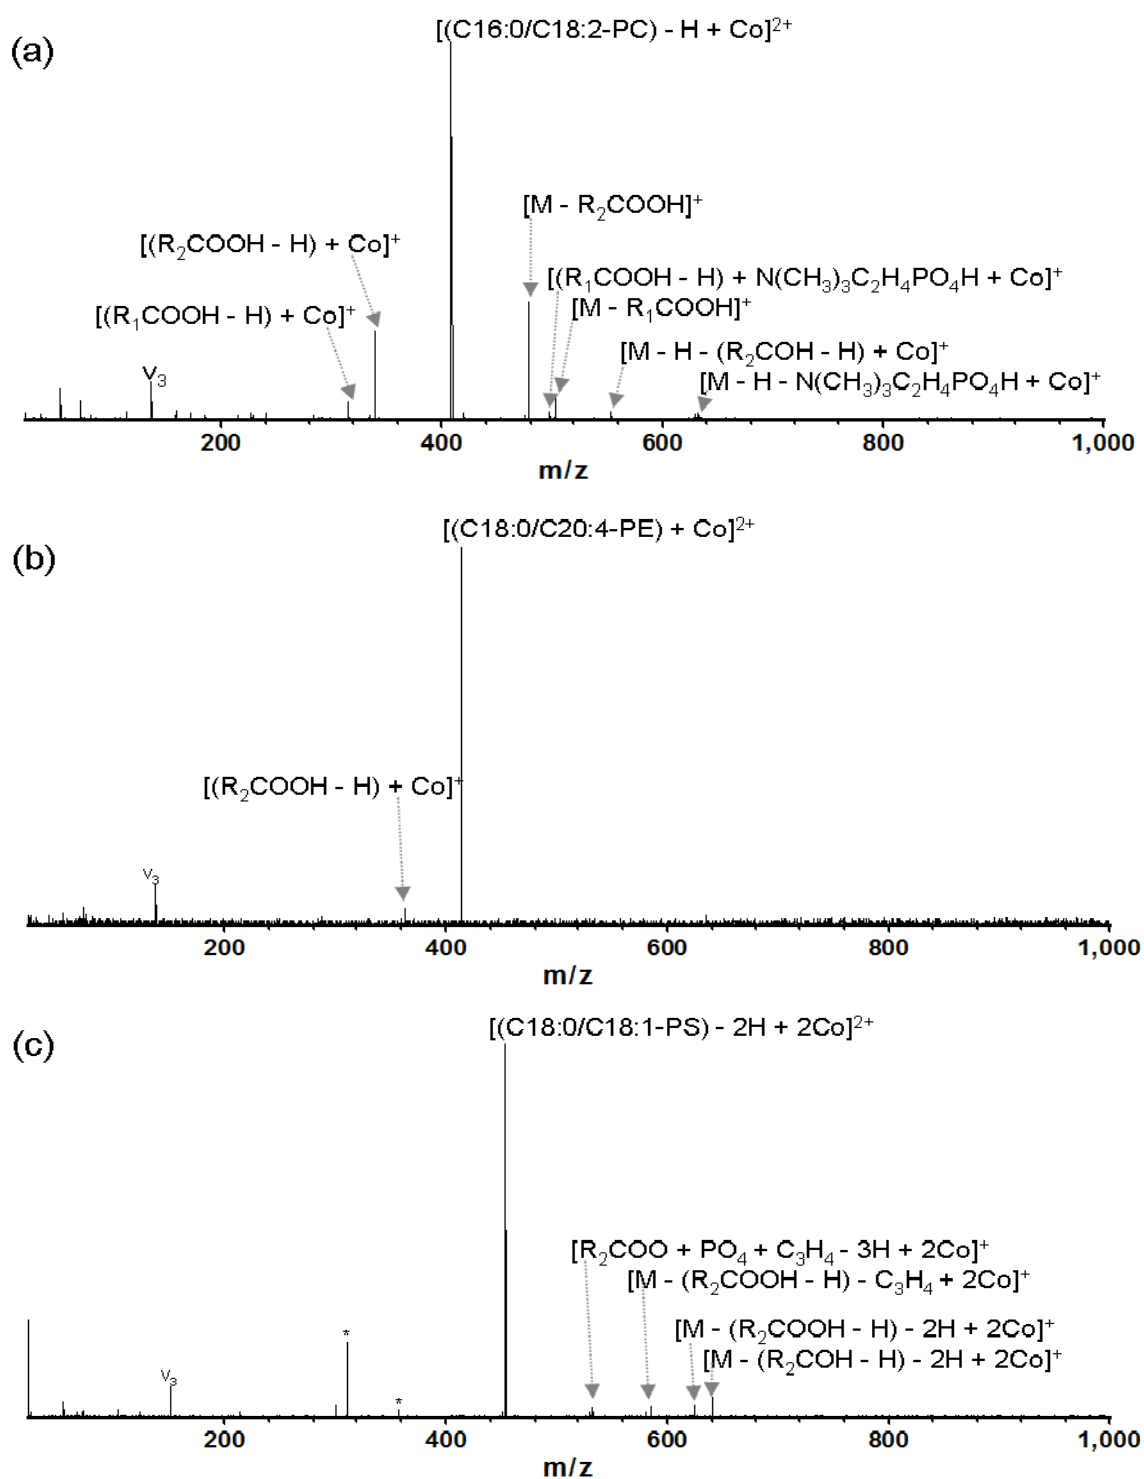 (a)
[(C16:0/C18:2-PC) - H + Co]²⁺
[M - R₂COOH]⁺
[(R₂COOH - H) + Co]⁺
[(R₁COOH - H) + N(CH₃)₃C₂H₄PO₄H + Co]⁺
[(R₁COOH - H) + Co]⁺
[M - R₁COOH]⁺
[M - H - (R₂COH - H) + Co]⁺
V₃
[M - H - N(CH₃)₃C₂H₄PO₄H + Co]⁺
200 400 600 800 1,000
m/z
(b)
[(C18:0/C20:4-PE) + Co]²⁺
[(R₂COOH - H) + Co]⁺
V₃
200 400 600 800 1,000
m/z
(c)
[(C18:0/C18:1-PS) - 2H + 2Co]²⁺
[R₂COO + PO₄ + C₃H₄ - 3H + 2Co]⁺
[M - (R₂COOH - H) - C₃H₄ + 2Co]⁺
*
[M - (R₂COOH - H) - 2H + 2Co]⁺
[M - (R₂COH - H) - 2H + 2Co]⁺
V₃
*
200 400 600 800 1,000
m/z